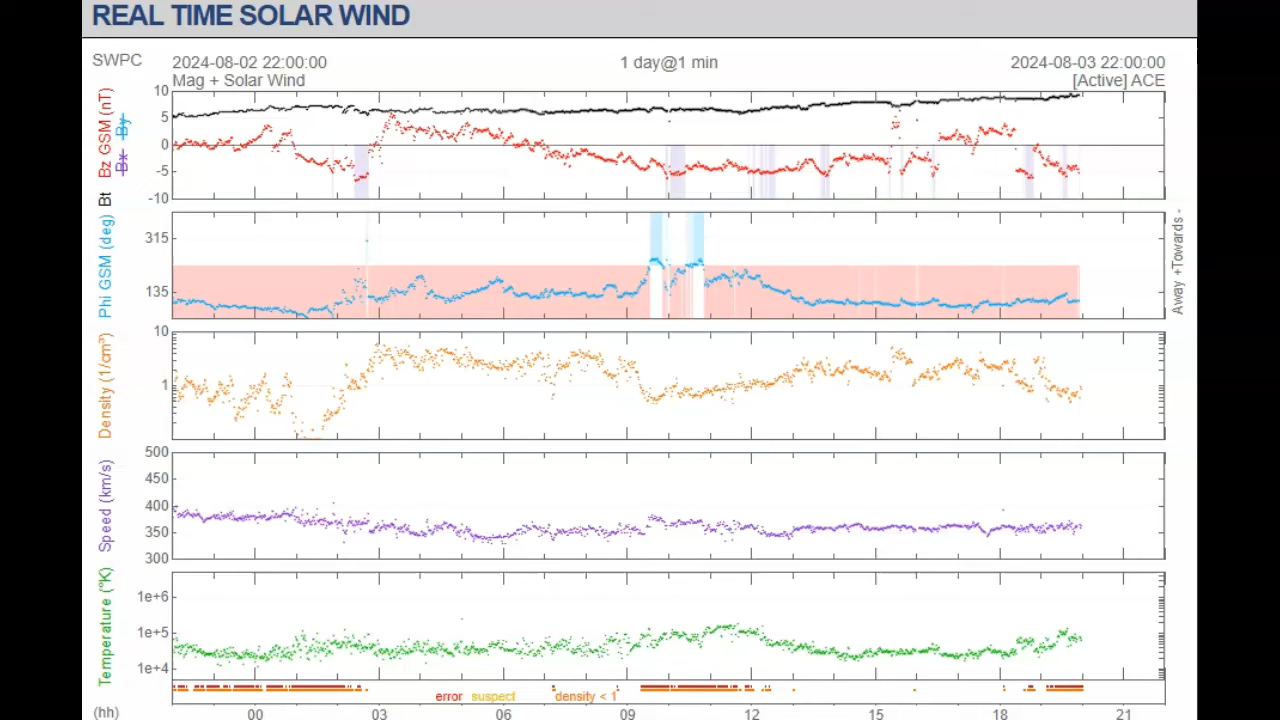 REAL TIME SOLAR WIND
SWPC
2024-08-02 22:00:00
1 day@1 min
2024-08-03 22:00:00
Mag + Solar Wind
[Active] ACE
Bt Bz GSM (nT)
Bx By
10
5
0
-5
-10
Phi GSM (deg)
315
135
Away +Towards -
Density (1/cm³)
10
1
Speed (km/s)
500
450
400
350
300
Temperature (°K)
1e+6
1e+5
1e+4
error suspect density < 1
(hh) 00 03 06 09 12 15 18 21